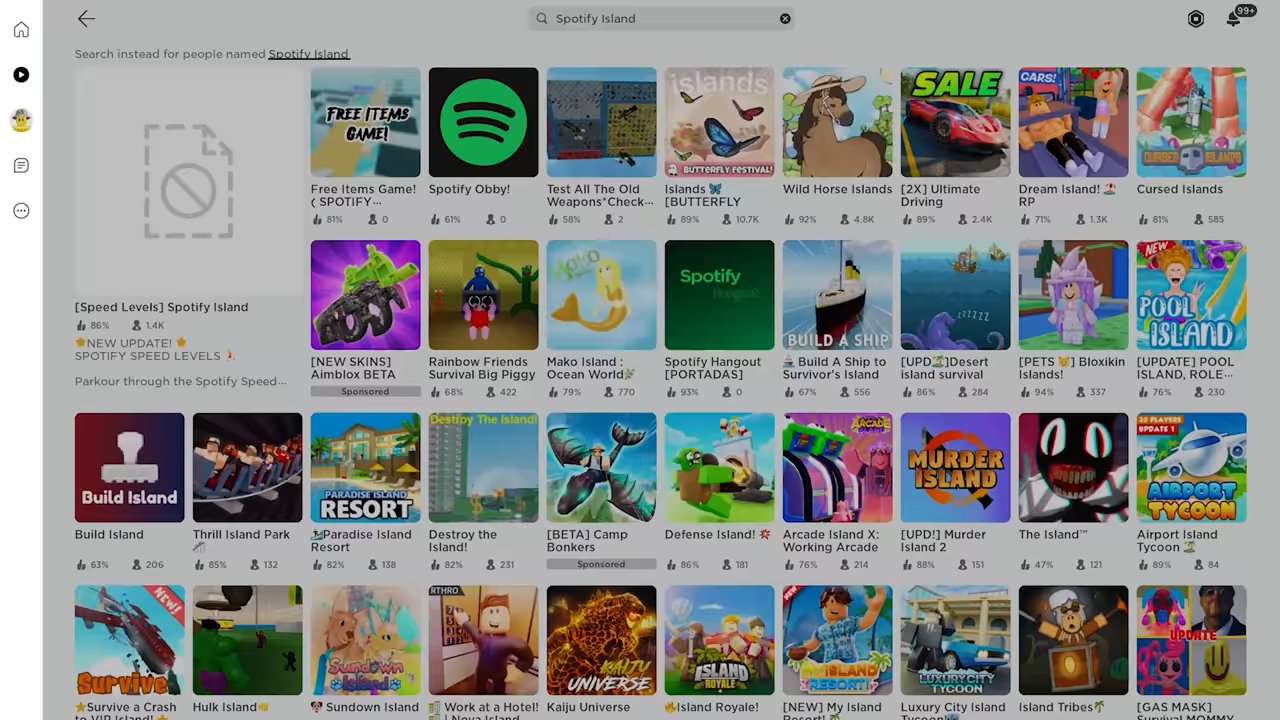 Spotify Island
99+
Search instead for people named Spotify Island
[Speed Levels] Spotify Island
86% 1.4K
NEW UPDATE!
SPOTIFY SPEED LEVELS
Parkour through the Spotify Speed...
FREE ITEMS
GAME!
Free Items Game!
( SPOTIFY...
81% 0
Spotify Obby!
61% 0
Test All The Old
Weapons*Check...
58% 2
islands
BUTTERFLY FESTIVAL!
Islands
[BUTTERFLY
89% 10.7K
Wild Horse Islands
92% 4.8K
SALE
[2X] Ultimate
Driving
89% 2.4K
CARS!
Dream Island!
RP
71% 1.3K
CURSED ISLANDS
Cursed Islands
81% 585
[NEW SKINS]
Aimblox BETA
Sponsored
Rainbow Friends
Survival Big Piggy
68% 422
Mako
Mako Island :
Ocean World
79% 770
Spotify
Hangout
Spotify Hangout
[PORTADAS]
93% 0
BUILD A SHIP
Build A Ship to
Survivor's Island
67% 556
zzzzz
[UPD]Desert
island survival
86% 284
[PETS] Bloxikin
Islands!
94% 337
NEW
POOL
ISLAND
[UPDATE] POOL
ISLAND, ROLE...
76% 230
Build Island
Build Island
63% 206
Thrill Island Park
85% 132
PARADISE ISLAND
RESORT
Paradise Island
Resort
82% 138
Destroy The Island!
Destroy the
Island!
82% 231
[BETA] Camp
Bonkers
Sponsored
Defense Island!
86% 181
ARCADE
Arcade Island X:
Working Arcade
76% 214
MURDER
ISLAND
[UPD!] Murder
Island 2
88% 151
The Island™
47% 121
30 PLAYERS
UPDATE 1
AIRPORT
TYCOON
Airport Island
Tycoon
89% 84
NEW!
Survive
Survive a Crash
to VIP Island!
Hulk Island
Sundown
Island
Sundown Island
RTHRO
Work at a Hotel!
| Nova Island
KAIJU
UNIVERSE
Kaiju Universe
ISLAND
ROYALE
Island Royale!
NEW
MY ISLAND
RESORT!
[NEW] My Island
Resort!
LUXURY CITY
TYCOON
Luxury City Island
Tycoon
Island Tribes
UPDATE
[GAS MASK]
Survival MOMMY